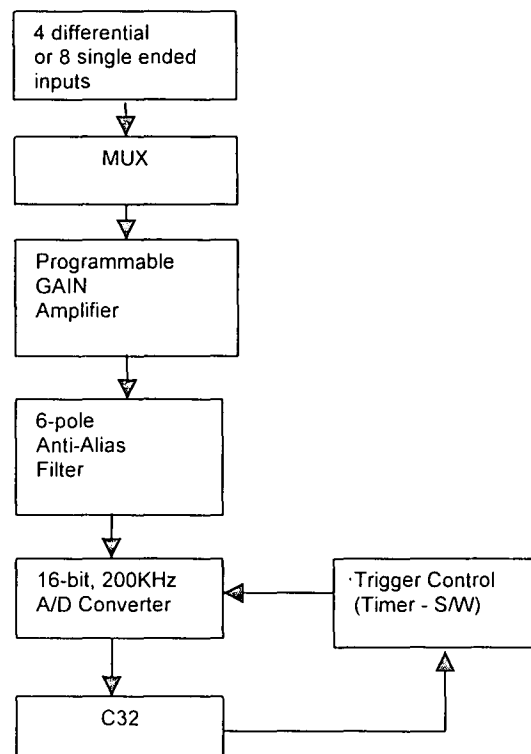 4 differential
or 8 single ended
inputs
MUX
Programmable
GAIN
Amplifier
6-pole
Anti-Alias
Filter
16-bit, 200KHz
A/D Converter
Trigger Control
(Timer - S/W)
C32